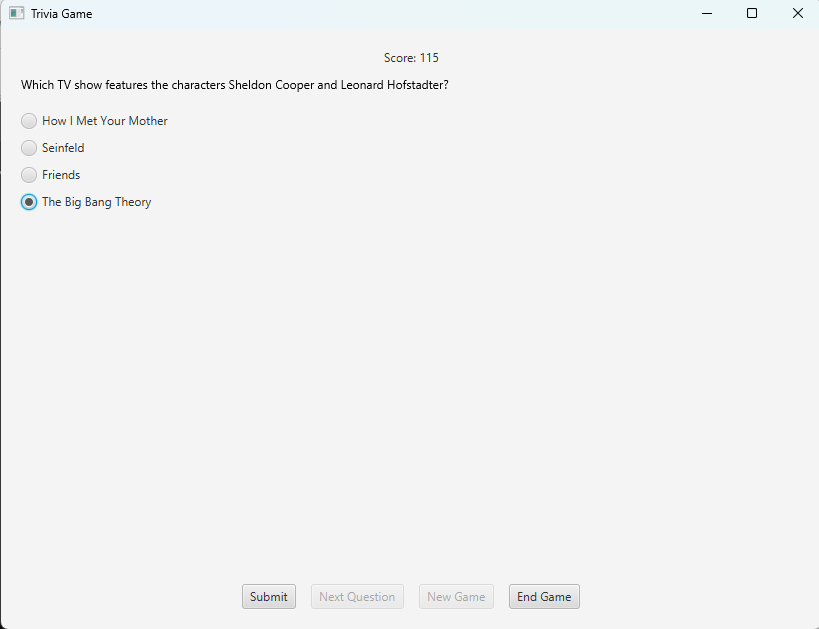 Trivia Game
Score: 115
Which TV show features the characters Sheldon Cooper and Leonard Hofstadter?
How I Met Your Mother
Seinfeld
Friends
The Big Bang Theory
Submit Next Question New Game End Game